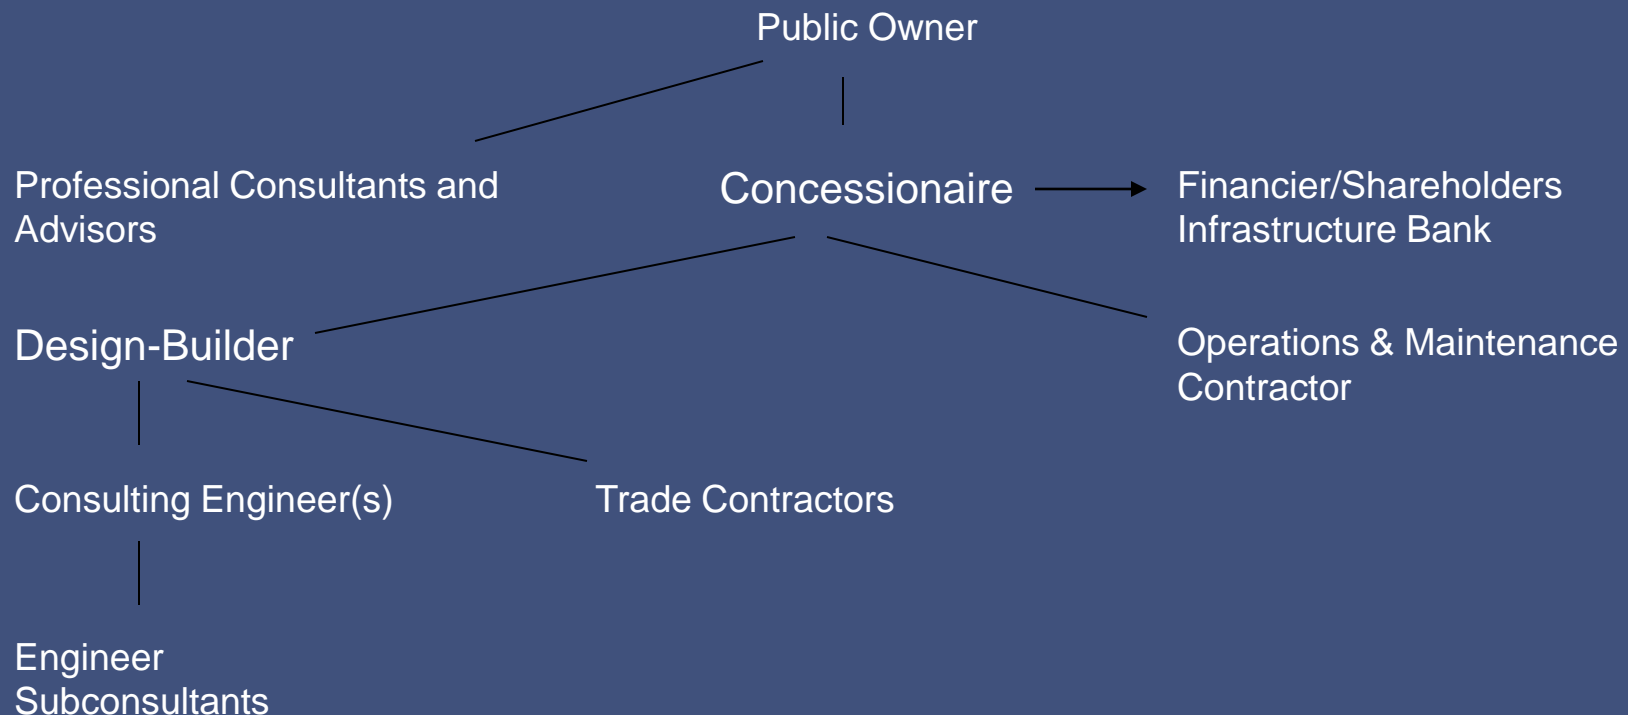 Public Owner
Professional Consultants and
Advisors
Concessionaire
Financier/Shareholders
Infrastructure Bank
Design-Builder
Operations & Maintenance
Contractor
Consulting Engineer(s)
Trade Contractors
Engineer
Subconsultants